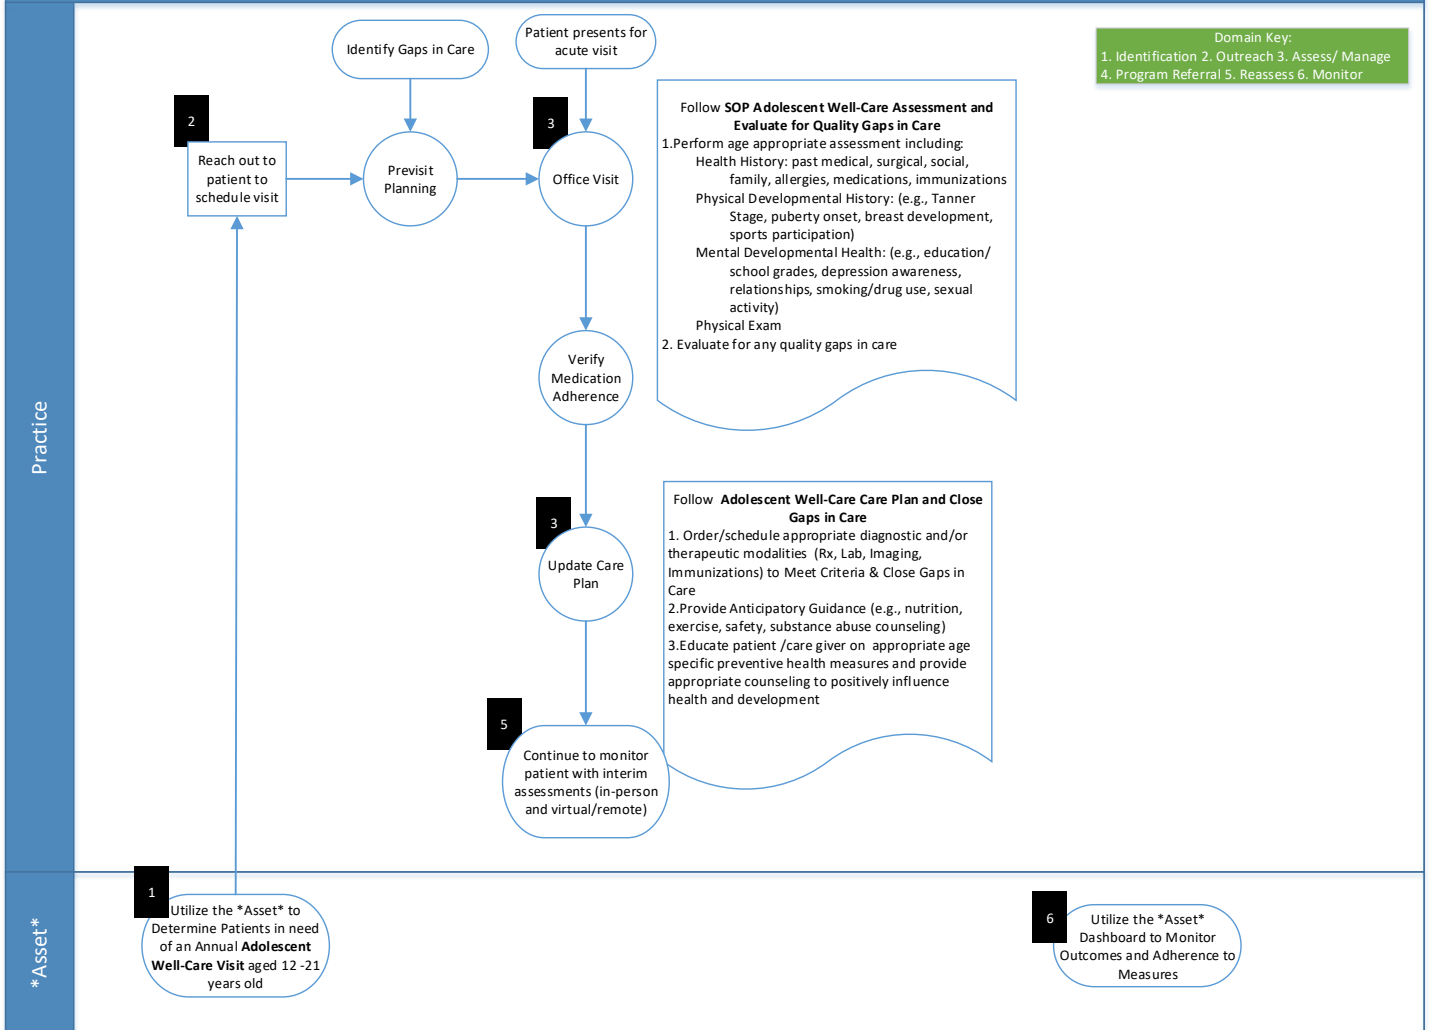 Practice
*Asset*
Identify Gaps in Care
Patient presents for
acute visit
Domain Key:
1. Identification 2. Outreach 3. Assess/ Manage
4. Program Referral 5. Reassess 6. Monitor
2
Reach out to
patient to
schedule visit
Previsit
Planning
3
Office Visit
Follow SOP Adolescent Well-Care Assessment and
Evaluate for Quality Gaps in Care
1.Perform age appropriate assessment including:
Health History: past medical, surgical, social,
family, allergies, medications, immunizations
Physical Developmental History: (e.g., Tanner
Stage, puberty onset, breast development,
sports participation)
Mental Developmental Health: (e.g., education/
school grades, depression awareness,
relationships, smoking/drug use, sexual
activity)
Physical Exam
2. Evaluate for any quality gaps in care
Verify
Medication
Adherence
3
Update Care
Plan
Follow Adolescent Well-Care Care Plan and Close
Gaps in Care
1. Order/schedule appropriate diagnostic and/or
therapeutic modalities (Rx, Lab, Imaging,
Immunizations) to Meet Criteria & Close Gaps in
Care
2.Provide Anticipatory Guidance (e.g., nutrition,
exercise, safety, substance abuse counseling)
3.Educate patient /care giver on appropriate age
specific preventive health measures and provide
appropriate counseling to positively influence
health and development
5
Continue to monitor
patient with interim
assessments (in-person
and virtual/remote)
1
Utilize the *Asset* to
Determine Patients in need
of an Annual Adolescent
Well-Care Visit aged 12 -21
years old
6
Utilize the *Asset*
Dashboard to Monitor
Outcomes and Adherence to
Measures